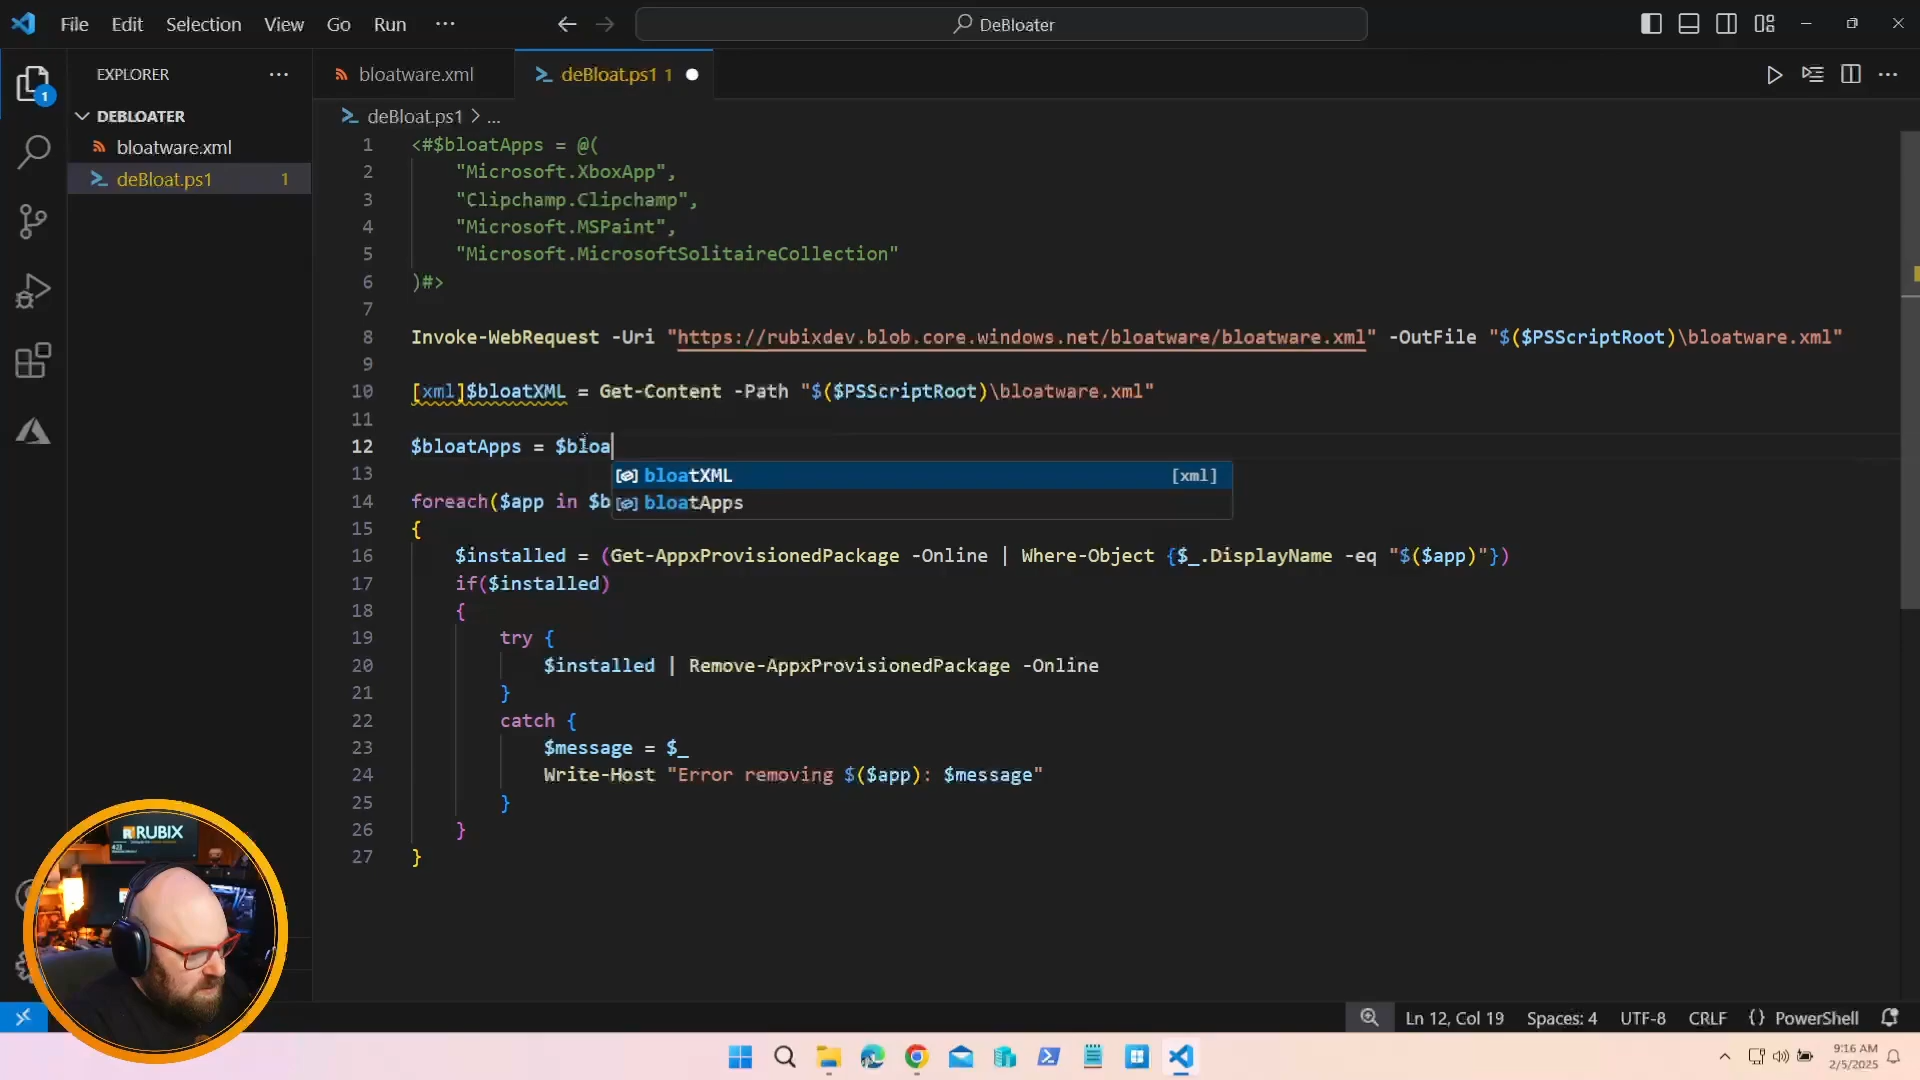 File Edit Selection View Go Run ··· DeBloater
EXPLORER ···
bloatware.xml
deBloat.ps1 1
DEBLOATER
bloatware.xml
deBloat.ps1 1
1
deBloat.ps1 > ...
1 <#$bloatApps = @(
2 "Microsoft.XboxApp",
3 "Clipchamp.Clipchamp",
4 "Microsoft.MSPaint",
5 "Microsoft.MicrosoftSolitaireCollection"
6 )#>
7
8 Invoke-WebRequest -Uri "https://rubixdev.blob.core.windows.net/bloatware/bloatware.xml" -OutFile "$($PSScriptRoot)\bloatware.xml"
9
10 [xml]$bloatXML = Get-Content -Path "$($PSScriptRoot)\bloatware.xml"
11
12 $bloatApps = $bloa
bloatXML [xml]
bloatApps
13
14 foreach($app in $b
15 {
16 $installed = (Get-AppxProvisionedPackage -Online | Where-Object {$_.DisplayName -eq "$($app)"})
17 if($installed)
18 {
19 try {
20 $installed | Remove-AppxProvisionedPackage -Online
21 }
22 catch {
23 $message = $_
24 Write-Host "Error removing $($app): $message"
25 }
26 }
27 }
RUBIX
Ln 12, Col 19 Spaces: 4 UTF-8 CRLF {} PowerShell
9:16 AM
2/5/2025